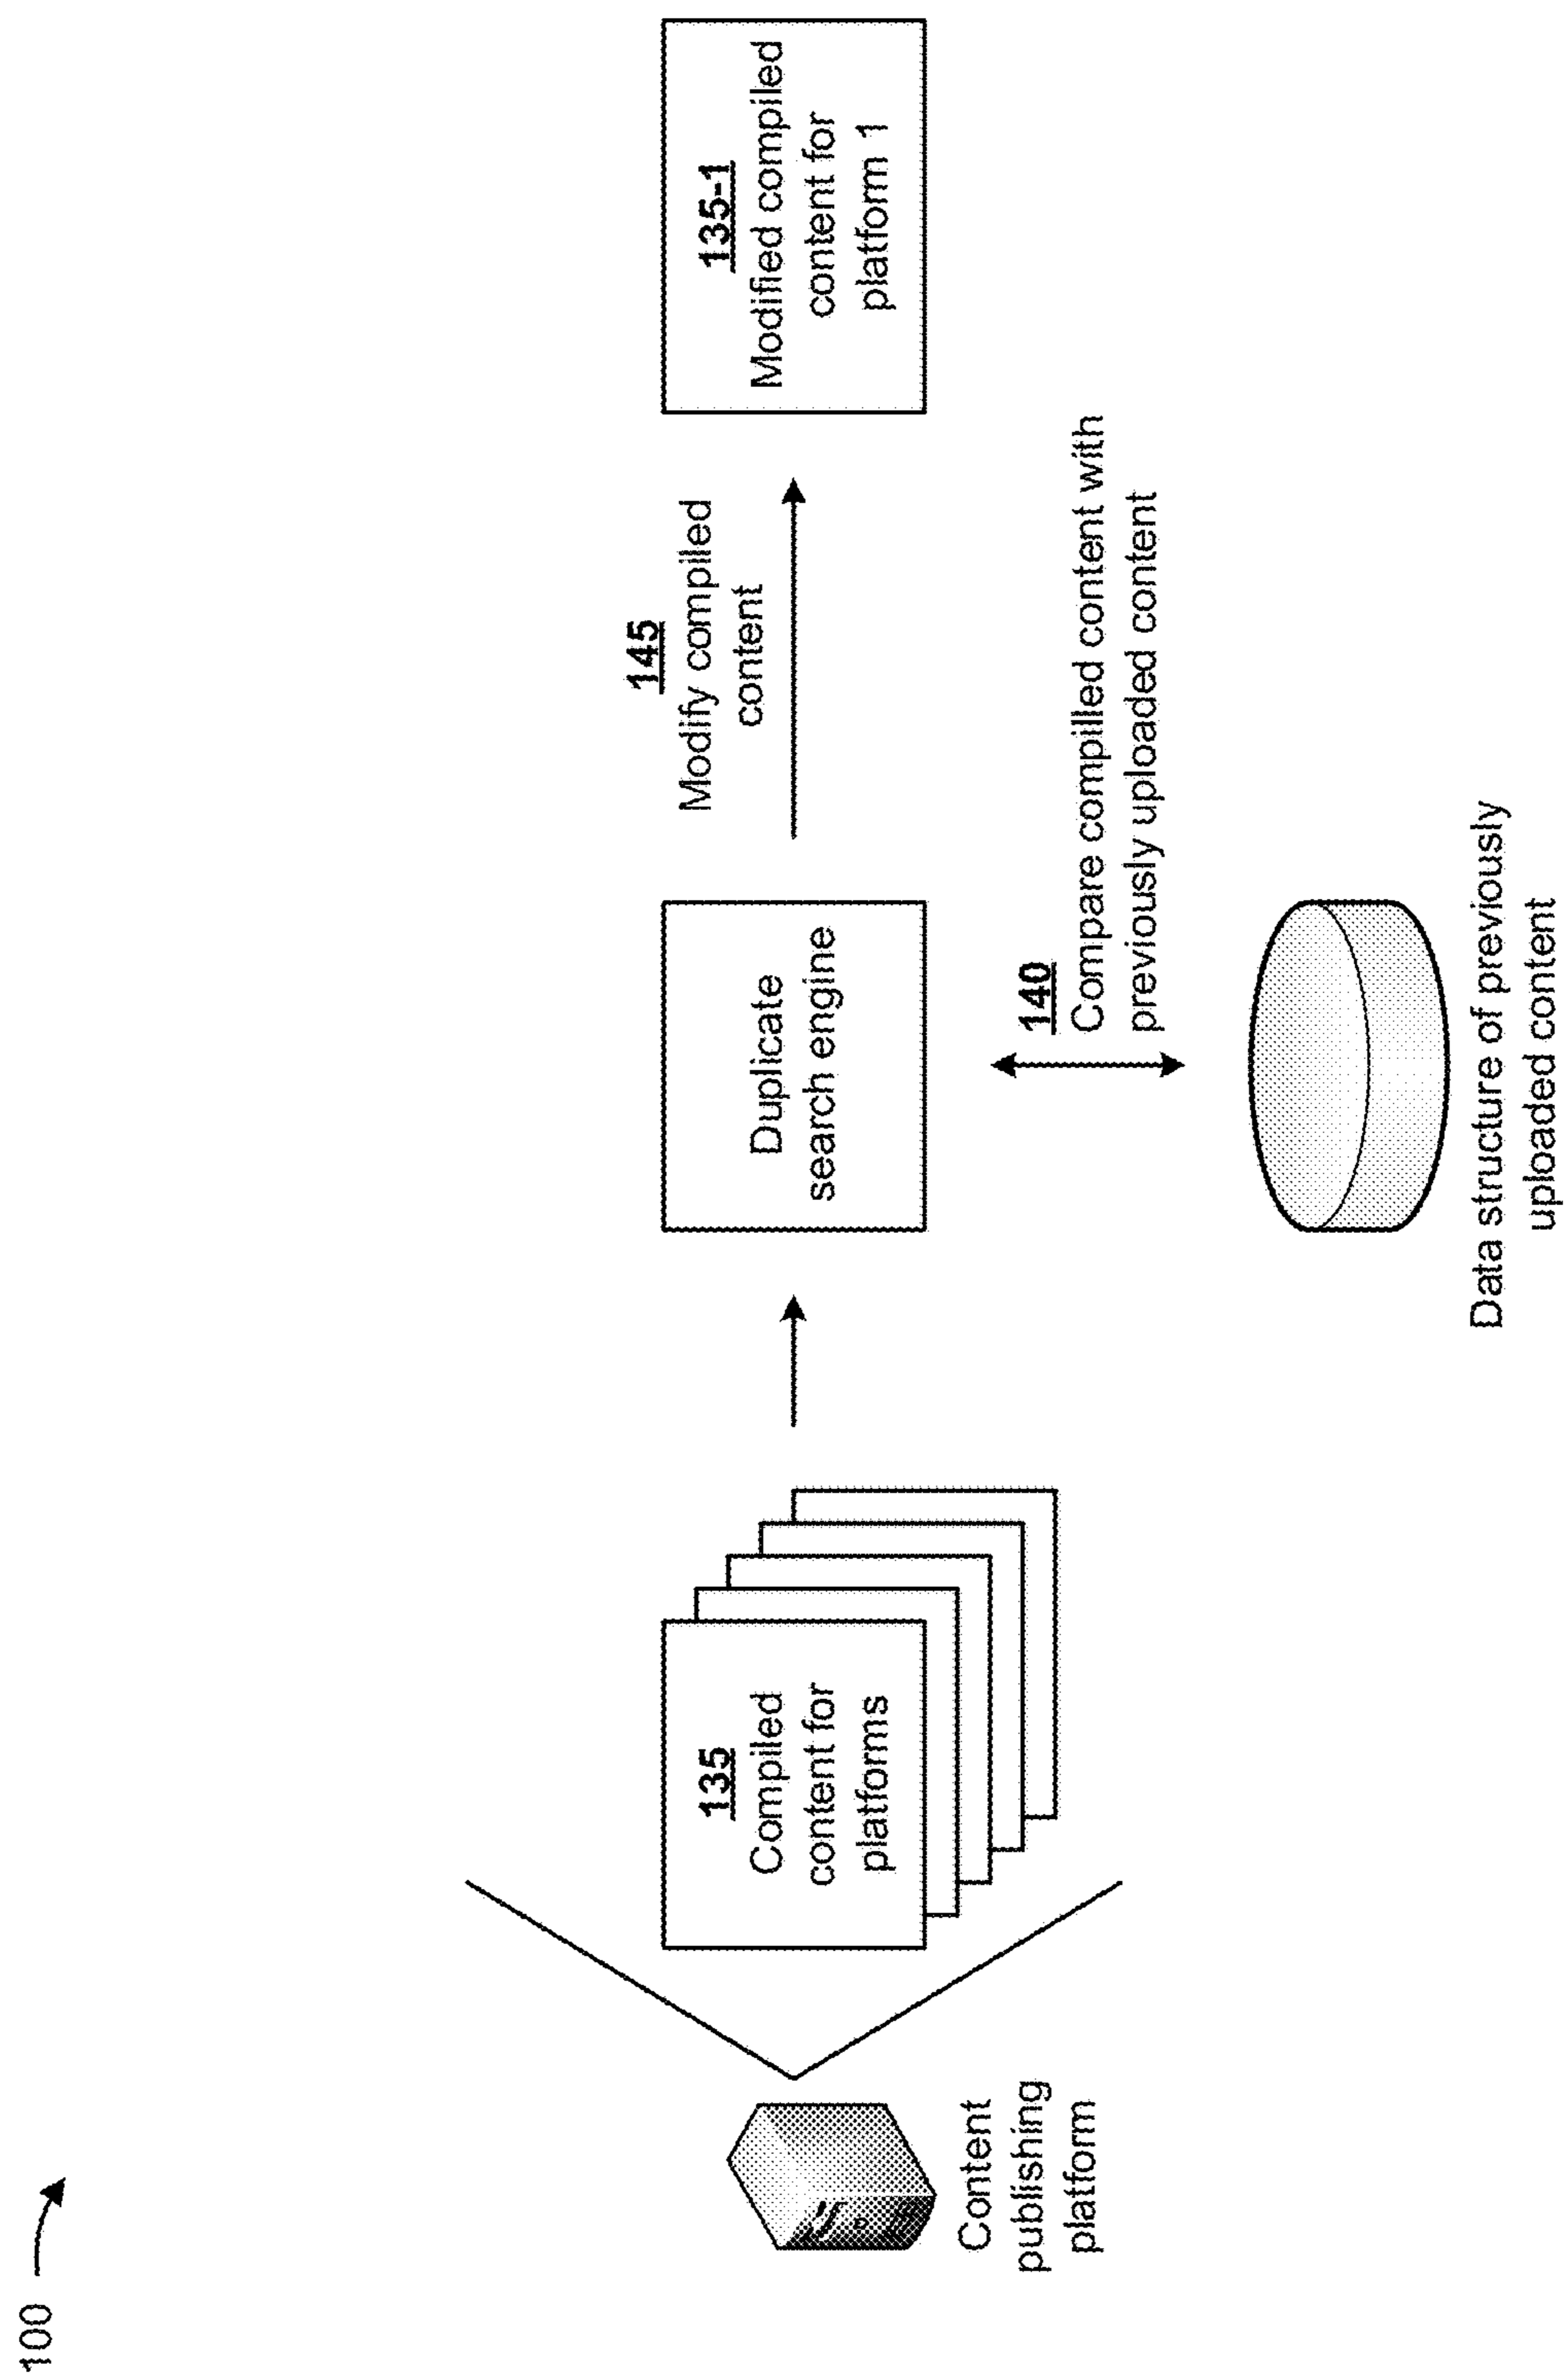 100
Content
publishing
platform
135
Compiled
content for
platforms
Duplicate
search engine
140
Compare compilled content with
previously uploaded content
Data structure of previously
uploaded content
145
Modify compiled
content
135-1
Modified compiled
content for
platform 1